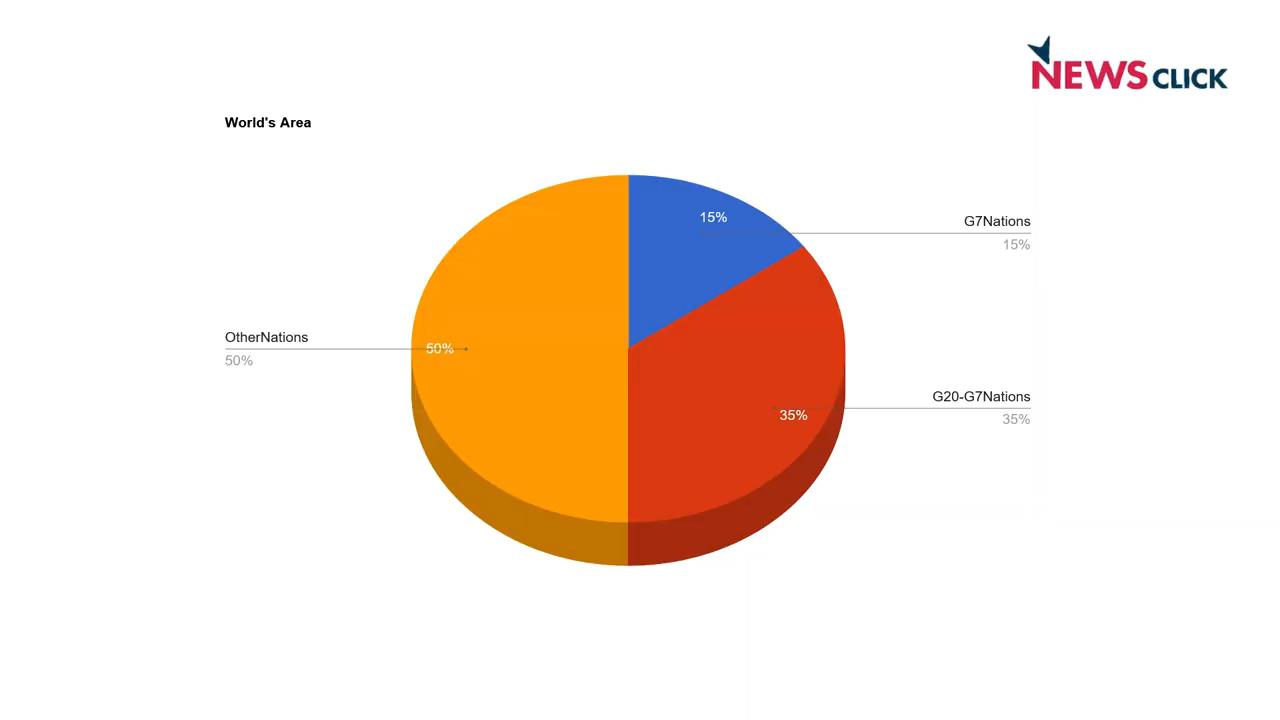 NEWS CLICK
World's Area
15%
G7Nations
15%
OtherNations
50%
50%
G20-G7Nations
35%
35%